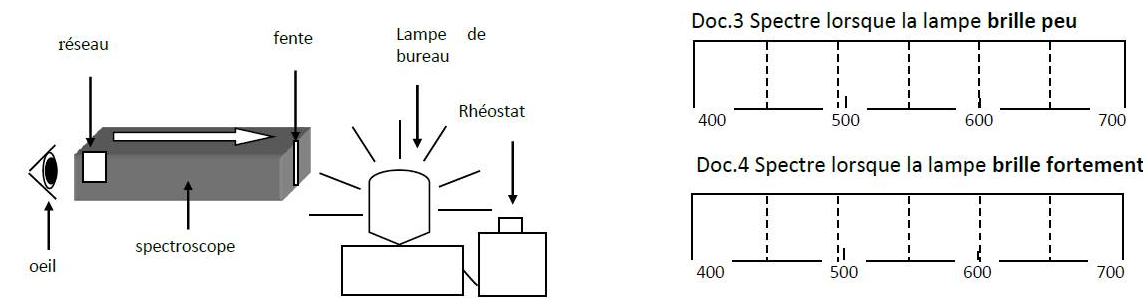 réseau
fente
Lampe de
bureau
Rhéostat
spectroscope
oeil
Doc.3 Spectre lorsque la lampe brille peu
400 500 600 700
Doc.4 Spectre lorsque la lampe brille fortement
400 500 600 700